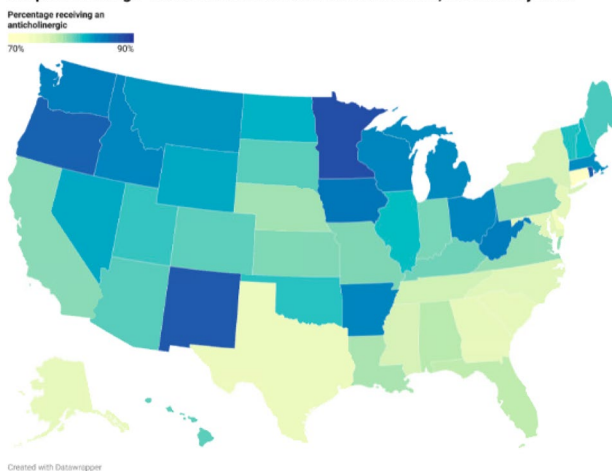 Percentage receiving an
anticholinergic
70%
90%
Created with Datawrapper